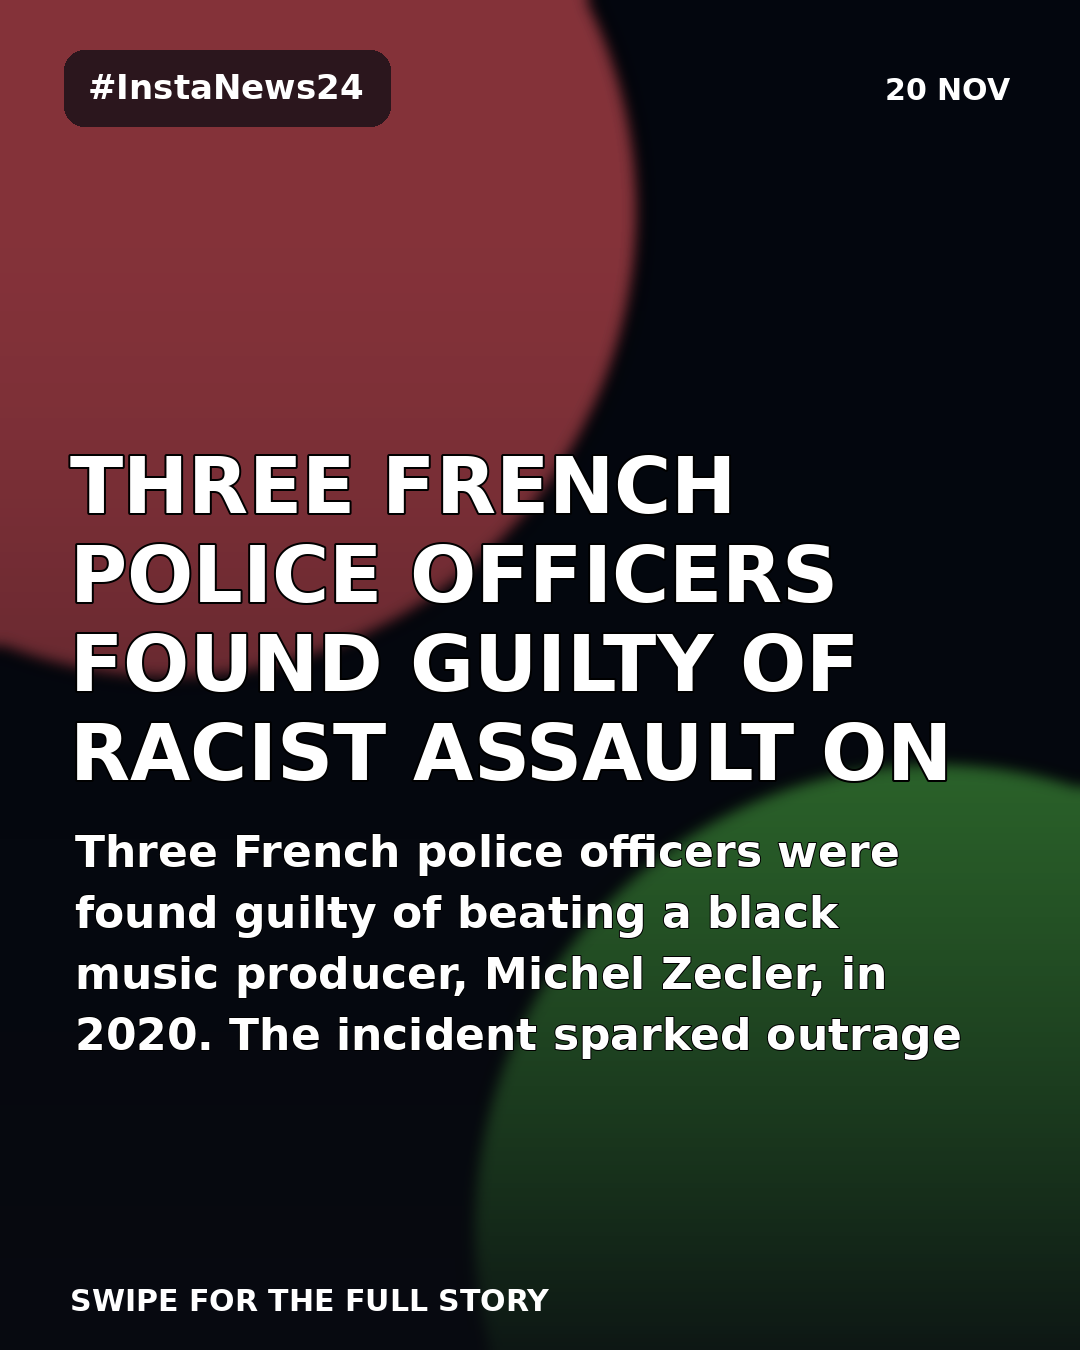 #InstaNews24
20 NOV
THREE FRENCH
POLICE OFFICERS
FOUND GUILTY OF
RACIST ASSAULT ON
Three French police officers were
found guilty of beating a black
music producer, Michel Zecler, in
2020. The incident sparked outrage
SWIPE FOR THE FULL STORY